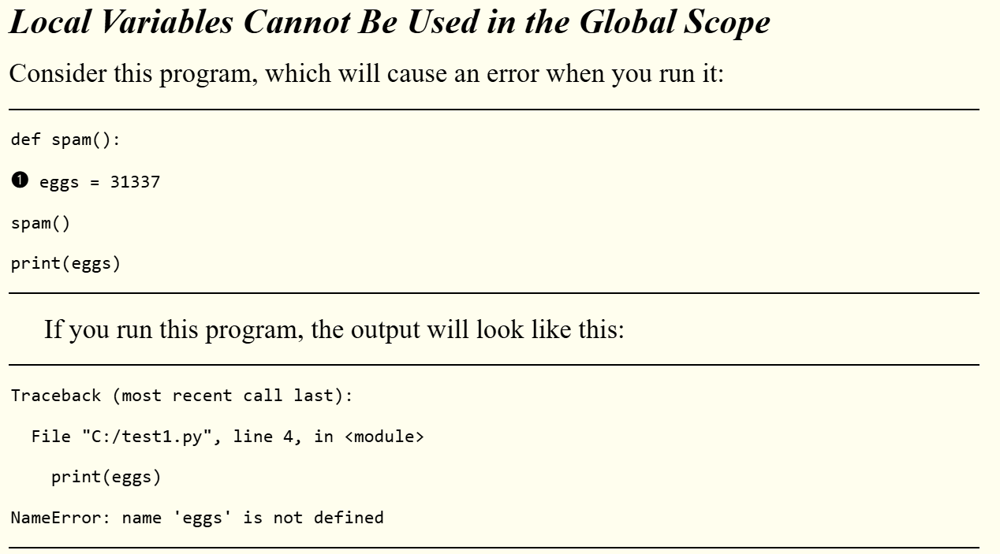 Local Variables Cannot Be Used in the Global Scope
Consider this program, which will cause an error when you run it:
def spam():
❶ eggs = 31337
spam()
print(eggs)
If you run this program, the output will look like this:
Traceback (most recent call last):
  File "C:/test1.py", line 4, in <module>
    print(eggs)
NameError: name 'eggs' is not defined